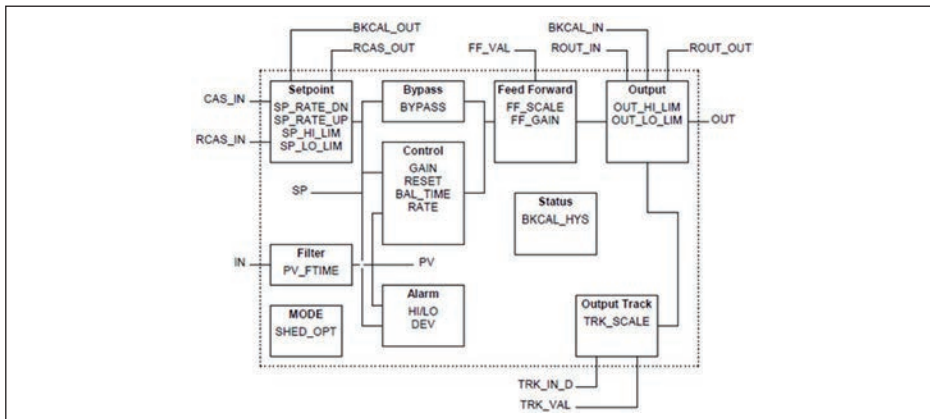 BKCAL_OUT
BKCAL_IN
RCAS_OUT
FF_VAL
ROUT_IN
ROUT_OUT
Setpoint
SP_RATE_DN
SP_RATE_UP
SP_HI_LIM
SP_LO_LIM
CAS_IN
RCAS_IN
Bypass
BYPASS
Feed Forward
FF_SCALE
FF_GAIN
Output
OUT_HI_LIM
OUT_LO_LIM
OUT
Control
GAIN
RESET
BAL_TIME
RATE
SP
Status
BKCAL_HYS
IN
Filter
PV_FTIME
PV
Alarm
HI/LO
DEV
MODE
SHED_OPT
Output Track
TRK_SCALE
TRK_IN_D
TRK_VAL